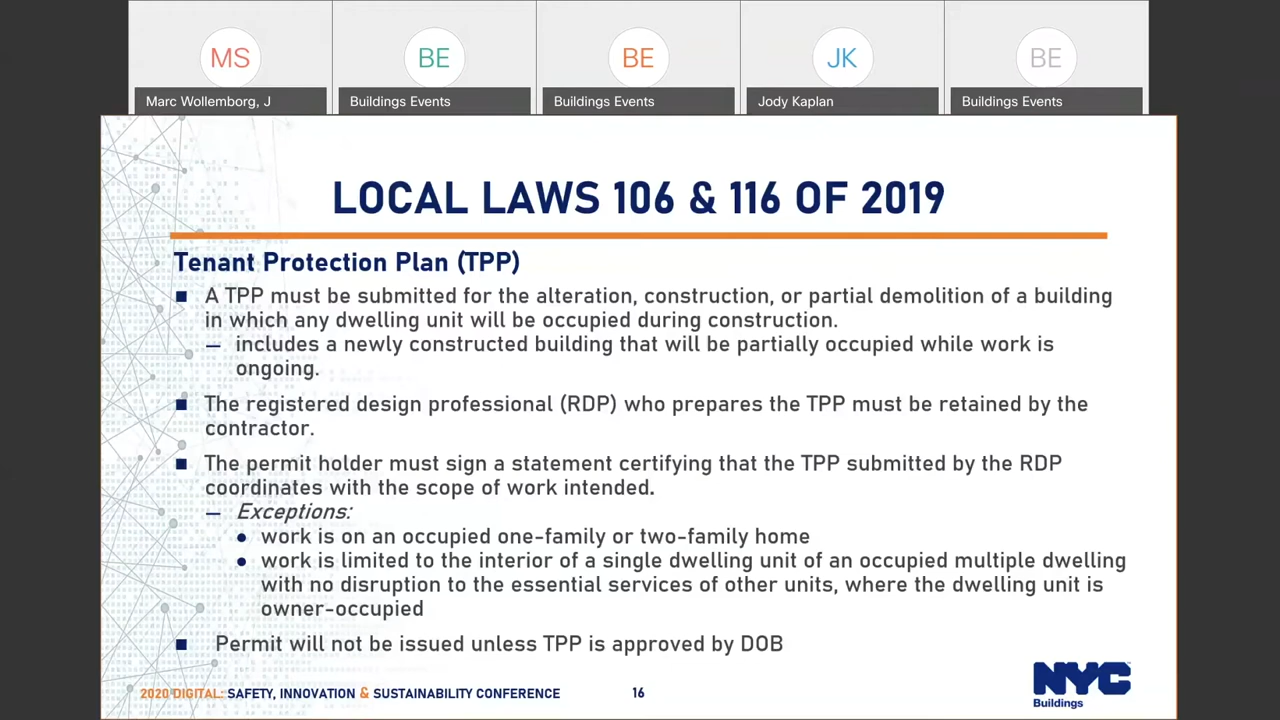 MS
BE
BE
JK
BE
Marc Wollemborg, J
Buildings Events
Buildings Events
Jody Kaplan
Buildings Events
LOCAL LAWS 106 & 116 OF 2019
Tenant Protection Plan (TPP)
■ A TPP must be submitted for the alteration, construction, or partial demolition of a building
in which any dwelling unit will be occupied during construction.
— includes a newly constructed building that will be partially occupied while work is
ongoing.
■ The registered design professional (RDP) who prepares the TPP must be retained by the
contractor.
■ The permit holder must sign a statement certifying that the TPP submitted by the RDP
coordinates with the scope of work intended.
— Exceptions:
● work is on an occupied one-family or two-family home
● work is limited to the interior of a single dwelling unit of an occupied multiple dwelling
with no disruption to the essential services of other units, where the dwelling unit is
owner-occupied
■ Permit will not be issued unless TPP is approved by DOB
2020 DIGITAL: SAFETY, INNOVATION & SUSTAINABILITY CONFERENCE
16
NYC
Buildings